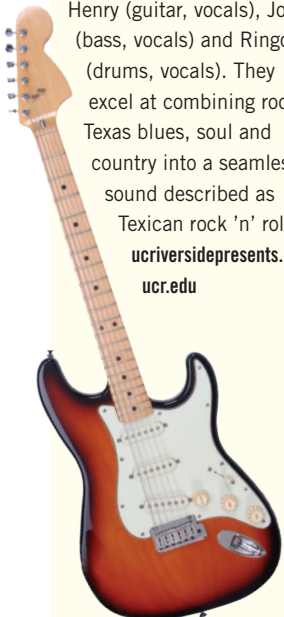 Henry (guitar, vocals), Jo
(bass, vocals) and Ringo
(drums, vocals). They
excel at combining roc
Texas blues, soul and
country into a seamles
sound described as
Texican rock ’n’ rol
ucriversidepresents.
ucr.edu